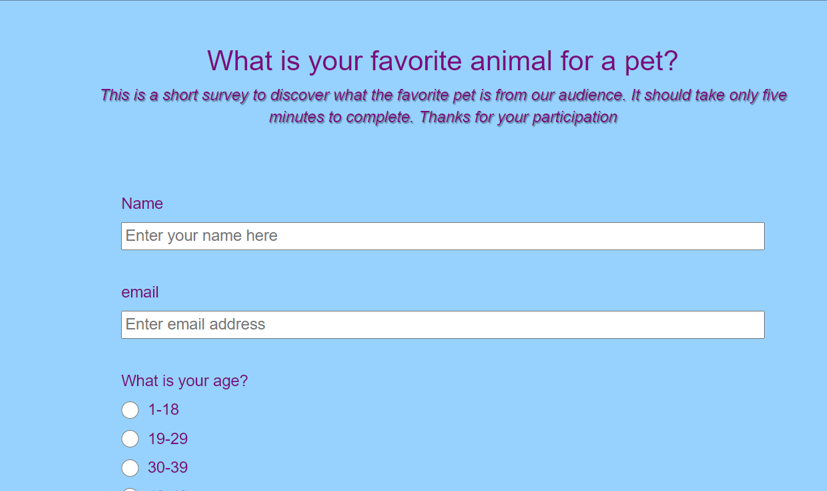 What is your favorite animal for a pet?
This is a short survey to discover what the favorite pet is from our audience. It should take only five
minutes to complete. Thanks for your participation
Name
Enter your name here
email
Enter email address
What is your age?
1-18
19-29
30-39